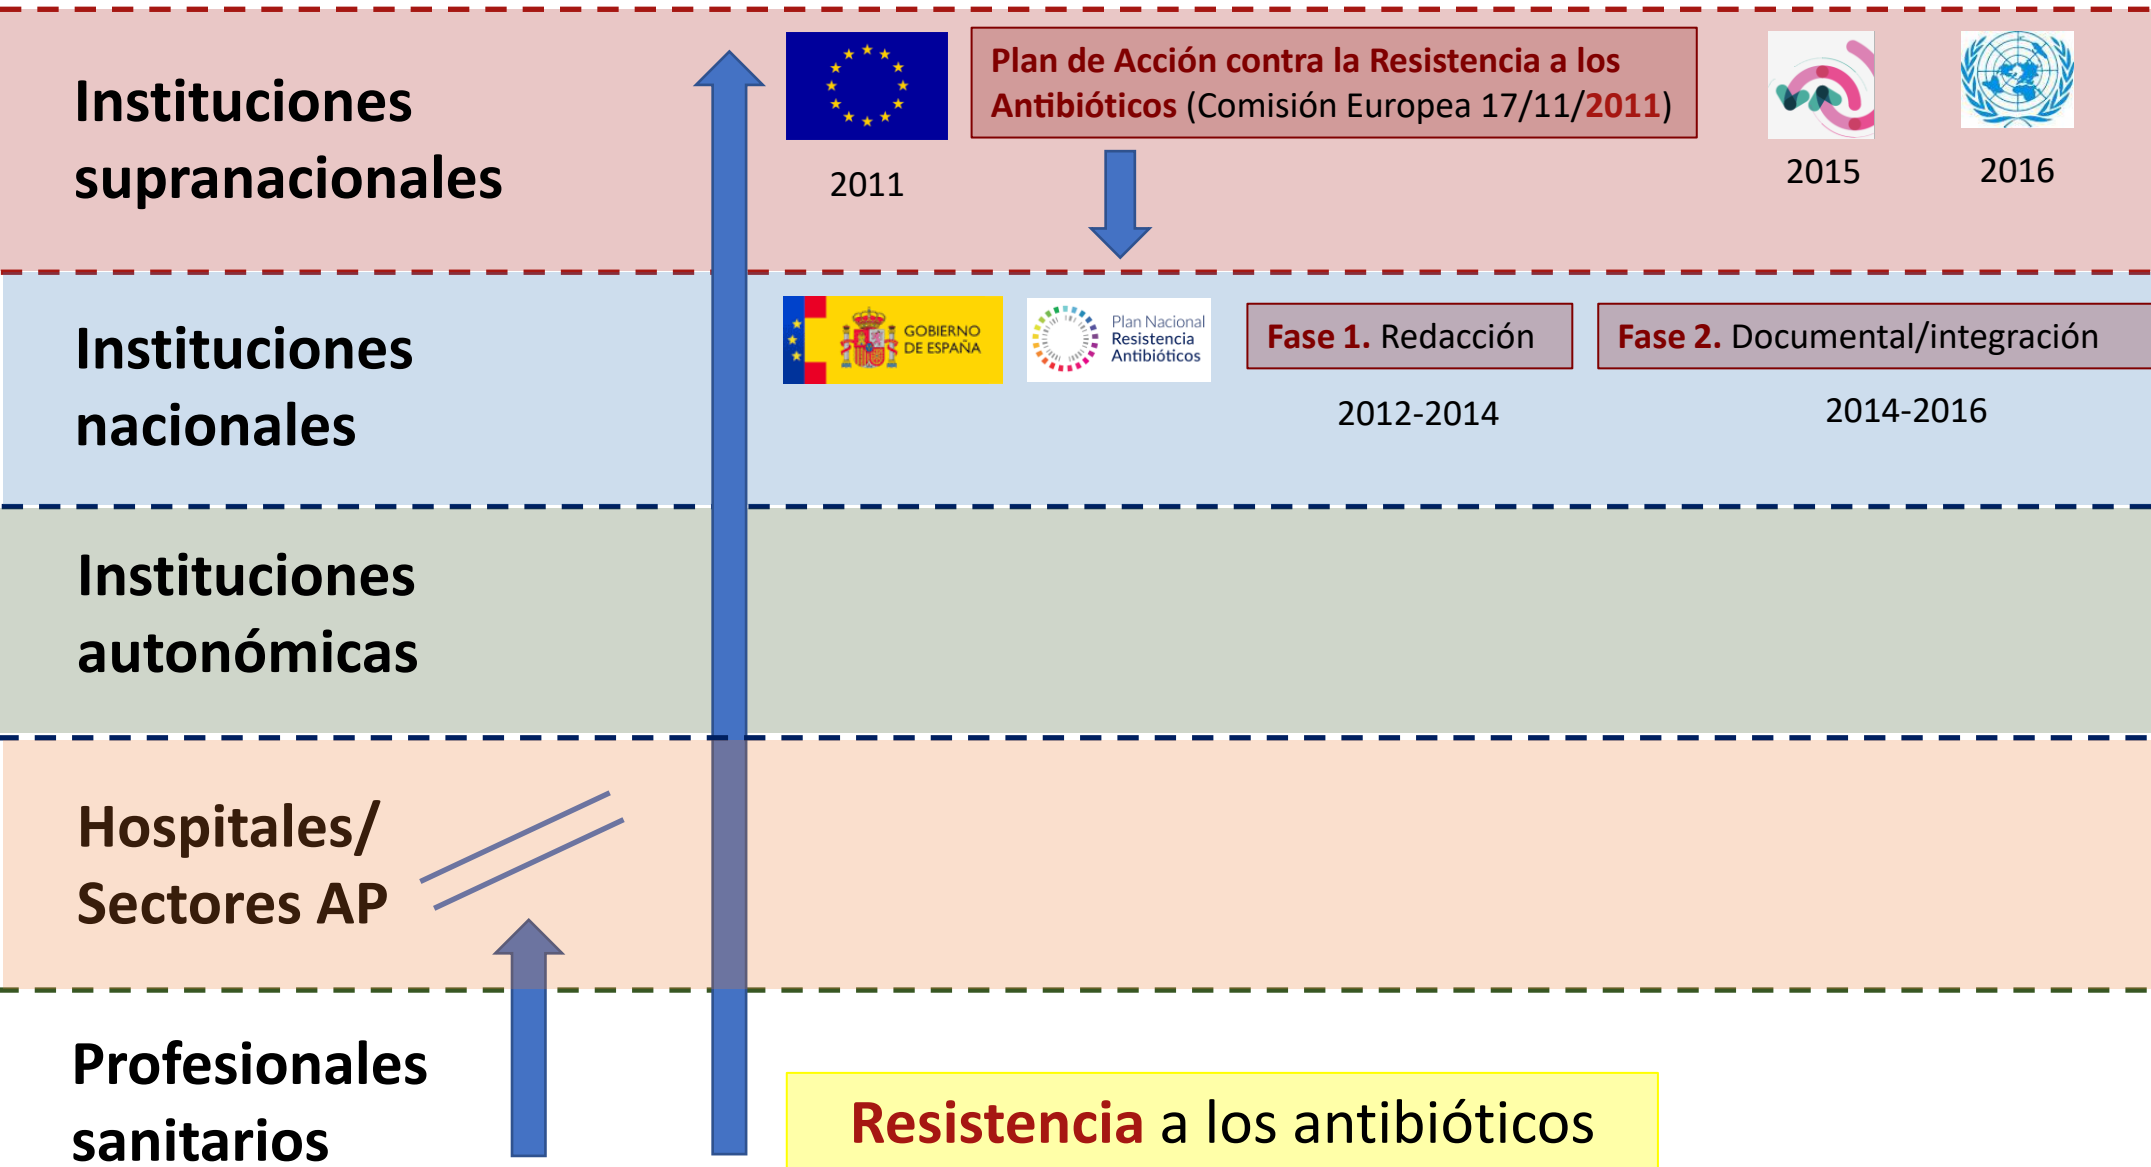 Instituciones
supranacionales
Plan de Acción contra la Resistencia a los
Antibióticos (Comisión Europea 17/11/2011)
2011
2015
2016
Instituciones
nacionales
GOBIERNO
DE ESPAÑA
Plan Nacional
Resistencia
Antibióticos
Fase 1. Redacción
Fase 2. Documental/integración
2012-2014
2014-2016
Instituciones
autonómicas
Hospitales/
Sectores AP
Profesionales
sanitarios
Resistencia a los antibióticos